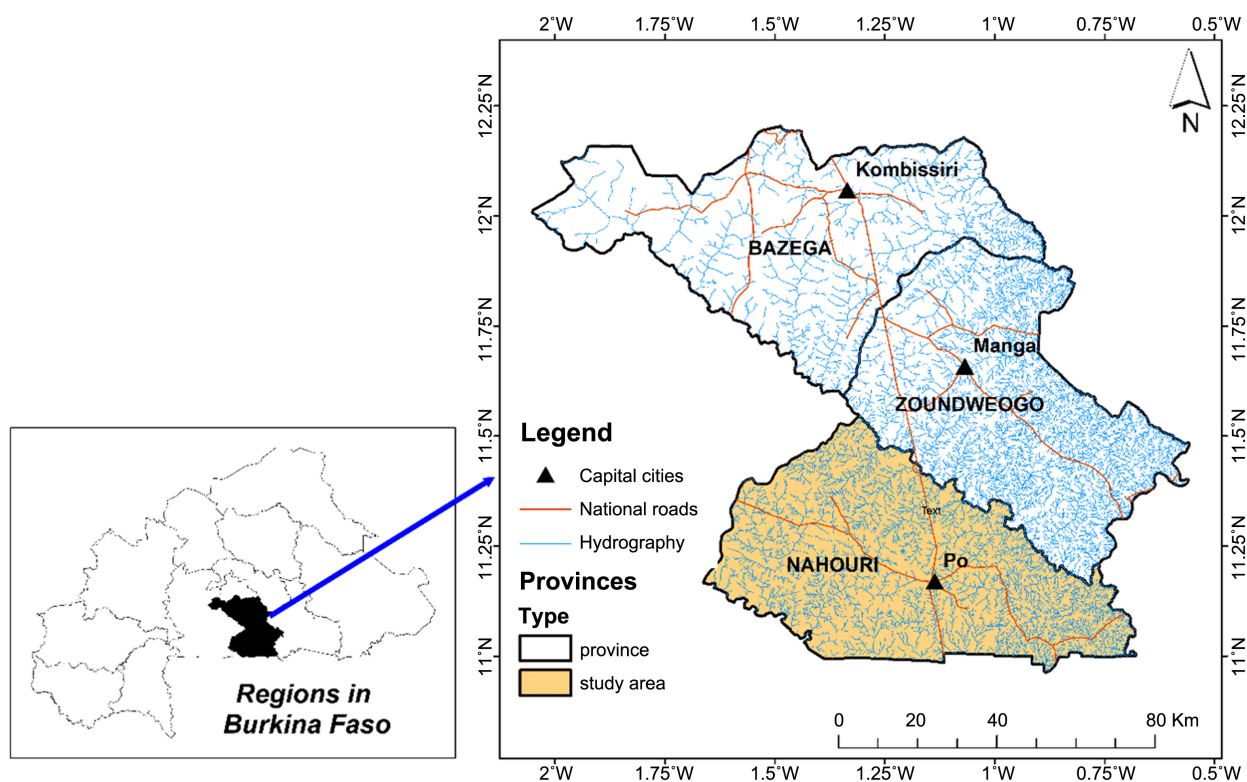 2°W 1.75°W 1.5°W 1.25°W 1°W 0.75°W 0.5°W
12.25°N 12.25°N
N
Kombissiri
12°N 12°N
BAZEGA
11.75°N 11.75°N
Manga
ZOUNDWEOGO
11.5°N 11.5°N
Legend
Capital cities
National roads
Hydrography
Text
11.25°N 11.25°N
NAHOURI
Po
Provinces
Type
province
study area
11°N 11°N
Regions in
Burkina Faso
0 20 40 80 Km
2°W 1.75°W 1.5°W 1.25°W 1°W 0.75°W 0.5°W